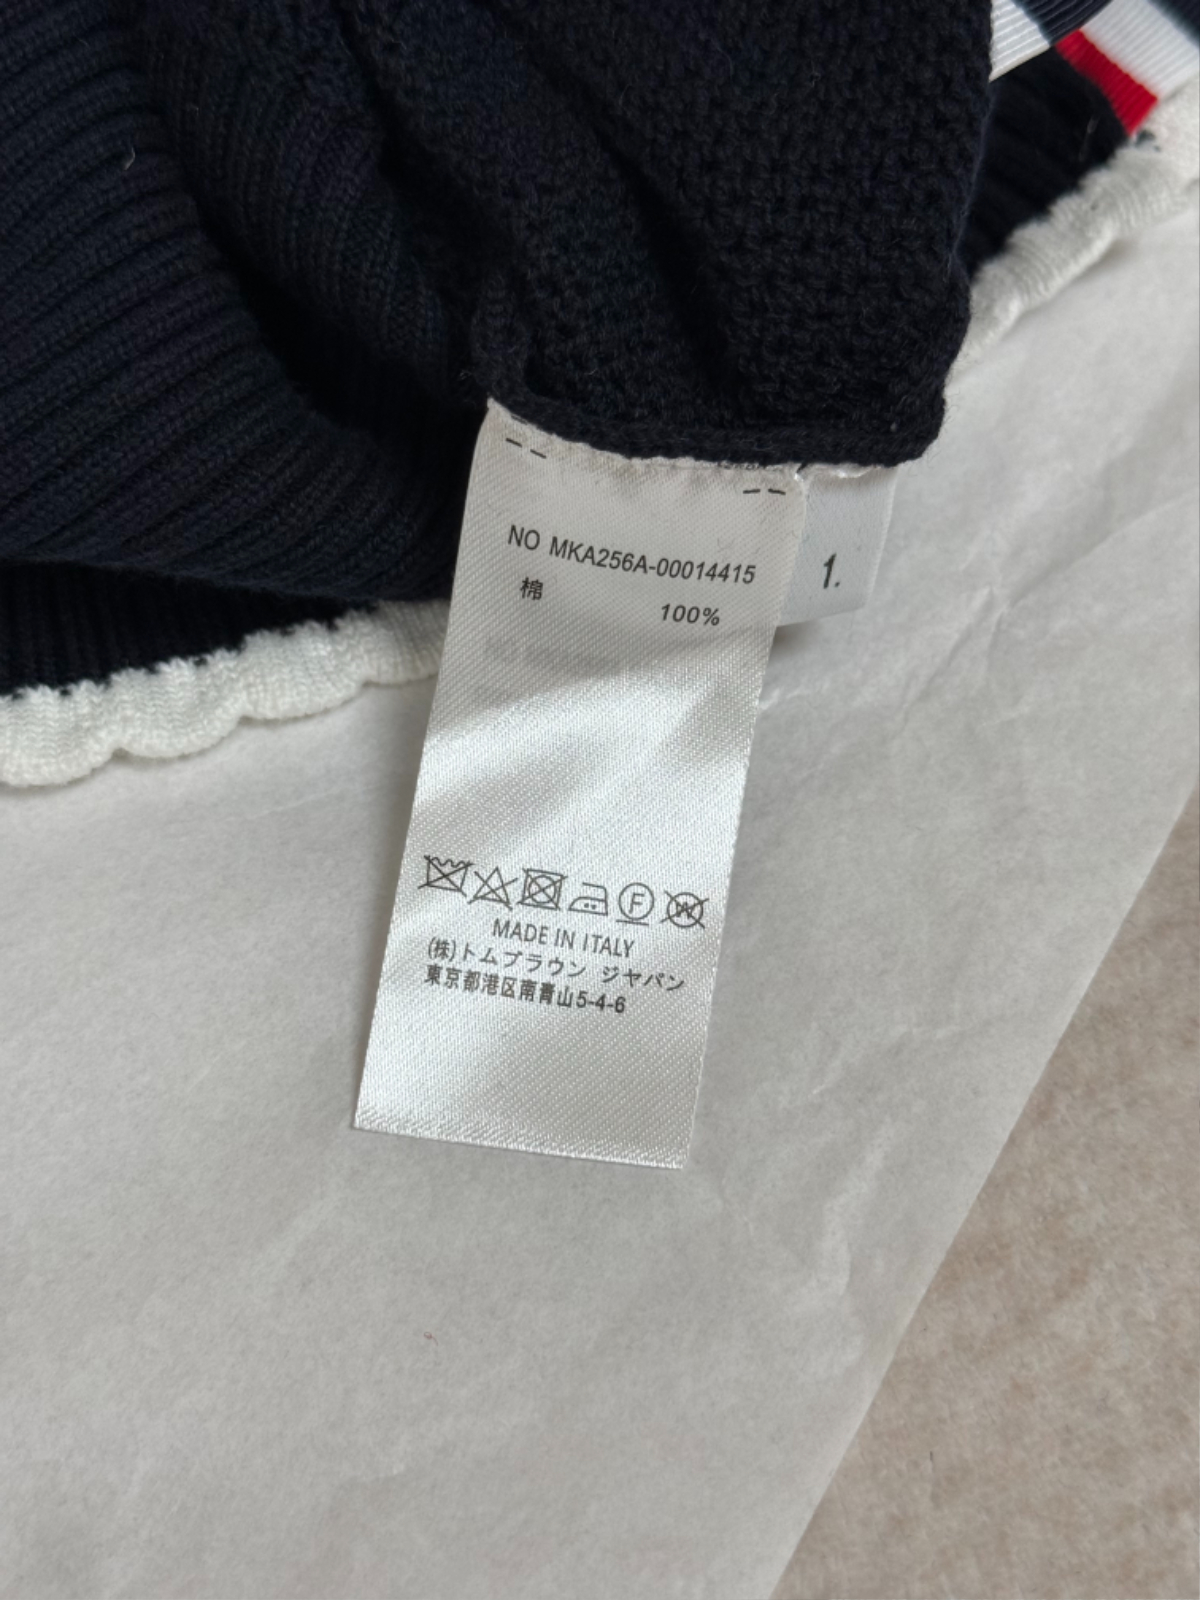 NO MKA256A-00014415
棉 100%
1.
F
W
MADE IN ITALY
(株)トムブラウン ジャパン
東京都港区南青山5-4-6